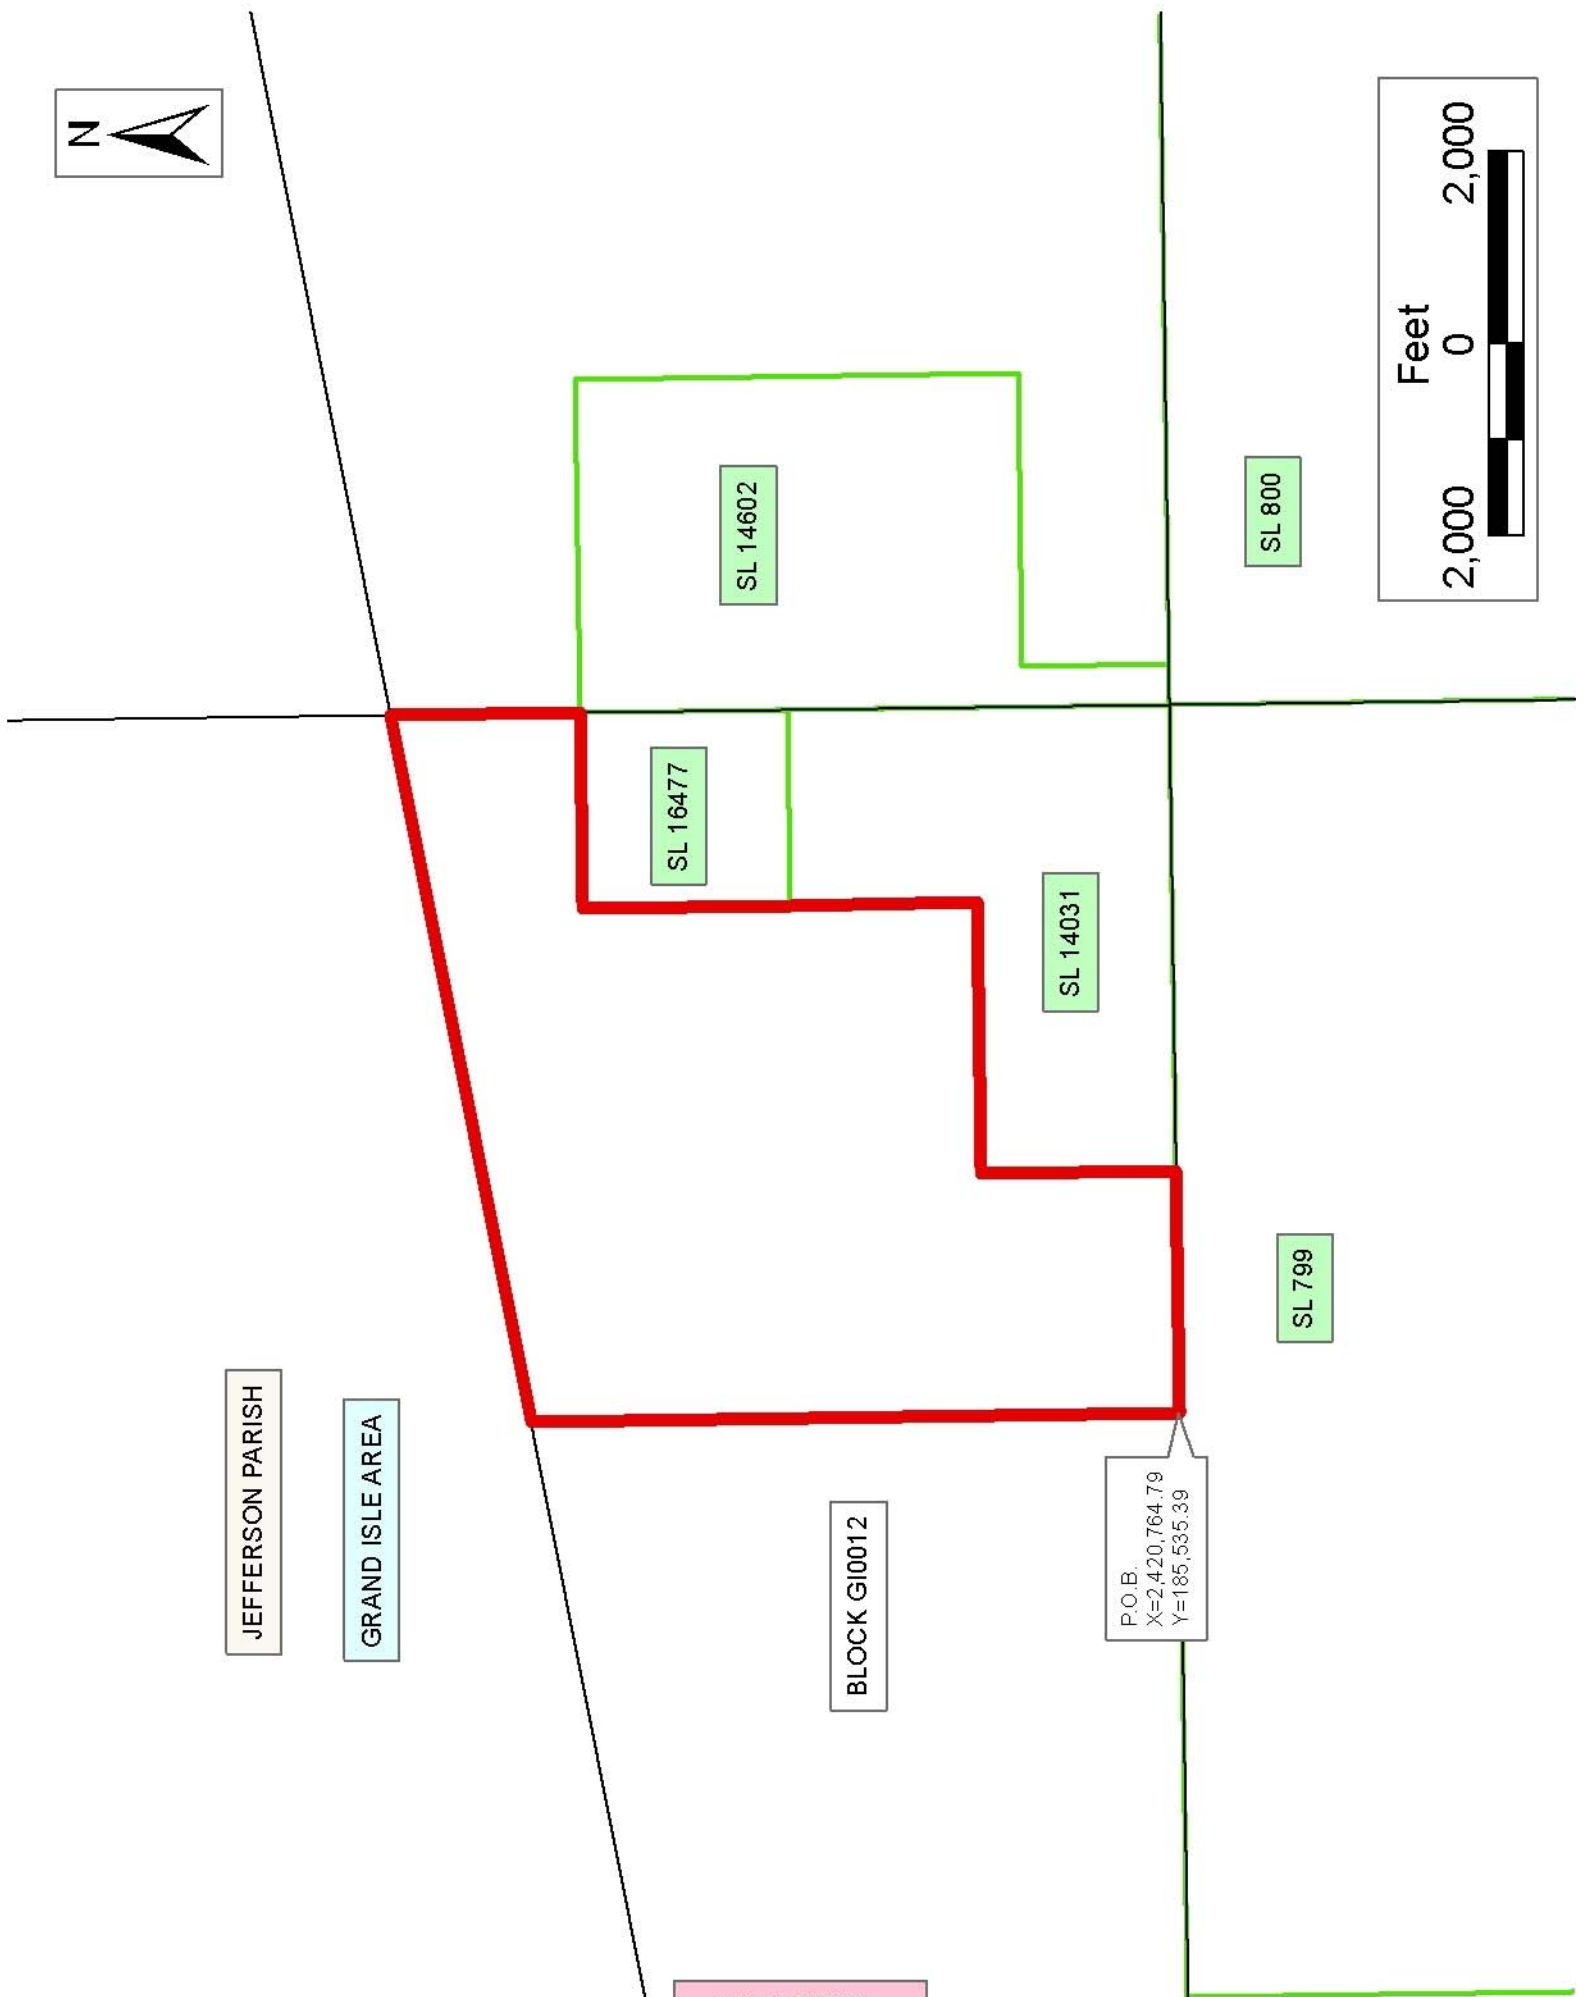 N
JEFFERSON PARISH
GRAND ISLE AREA
SL 16477
SL 14602
BLOCK GI0012
SL 14031
P.O.B.
X=2,420,764.79
Y=185,535.39
SL 799
SL 800
Feet
2,000 0 2,000